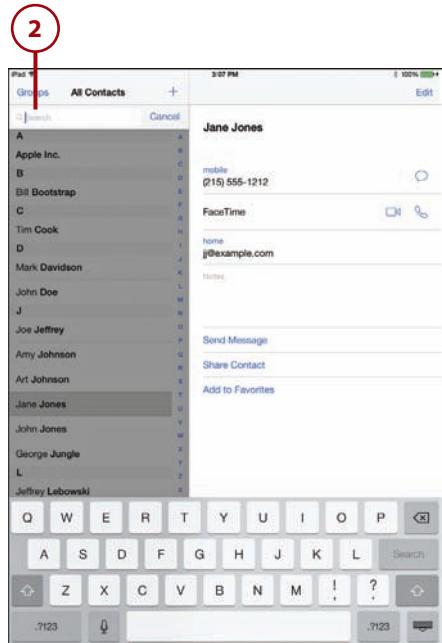 2
iPad 3:07 PM 100%
Groups All Contacts + Edit
Search Cancel
Jane Jones
A
Apple Inc.
B
Bill Bootstrap
C
Tim Cook
D
Mark Davidson
John Doe
J
Joe Jeffrey
Amy Johnson
Art Johnson
Jane Jones
John Jones
George Jungle
L
Jeffrey Lebowski
A
B
C
D
E
F
G
H
I
J
K
L
M
N
O
P
Q
R
S
T
U
V
W
X
Y
Z
#
mobile
(215) 555-1212
FaceTime
home
jj@example.com
Notes
Send Message
Share Contact
Add to Favorites
Q W E R T Y U I O P
A S D F G H J K L Search
Z X C V B N M ! , ? .
.?123 .?123